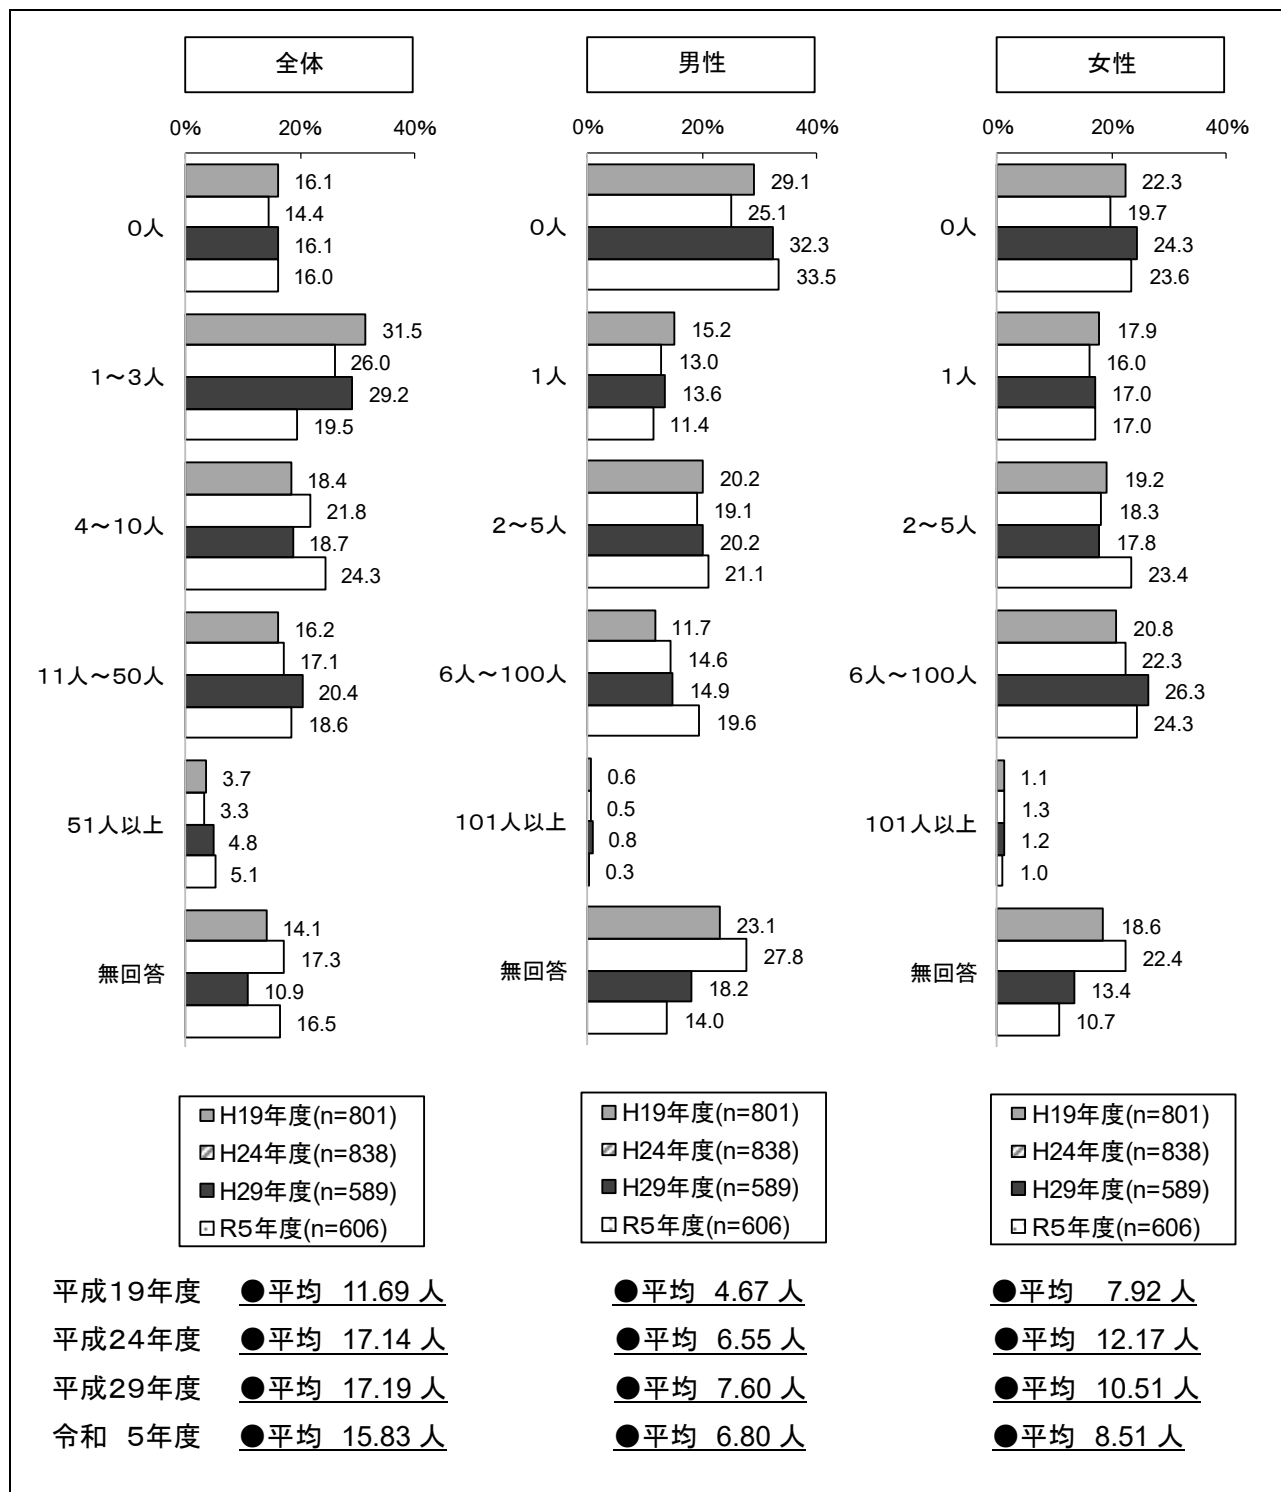 全体
0%
20%
40%
0人
16.1
14.4
16.1
16.0
1～3人
31.5
26.0
29.2
19.5
4～10人
18.4
21.8
18.7
24.3
11人～50人
16.2
17.1
20.4
18.6
51人以上
3.7
3.3
4.8
5.1
無回答
14.1
17.3
10.9
16.5
H19年度(n=801)
H24年度(n=838)
H29年度(n=589)
R5年度(n=606)
男性
0%
20%
40%
0人
29.1
25.1
32.3
33.5
1人
15.2
13.0
13.6
11.4
2～5人
20.2
19.1
20.2
21.1
6人～100人
11.7
14.6
14.9
19.6
101人以上
0.6
0.5
0.8
0.3
無回答
23.1
27.8
18.2
14.0
H19年度(n=801)
H24年度(n=838)
H29年度(n=589)
R5年度(n=606)
女性
0%
20%
40%
0人
22.3
19.7
24.3
23.6
1人
17.9
16.0
17.0
17.0
2～5人
19.2
18.3
17.8
23.4
6人～100人
20.8
22.3
26.3
24.3
101人以上
1.1
1.3
1.2
1.0
無回答
18.6
22.4
13.4
10.7
H19年度(n=801)
H24年度(n=838)
H29年度(n=589)
R5年度(n=606)
平成19年度 ●平均 11.69 人 ●平均 4.67 人 ●平均 7.92 人
平成24年度 ●平均 17.14 人 ●平均 6.55 人 ●平均 12.17 人
平成29年度 ●平均 17.19 人 ●平均 7.60 人 ●平均 10.51 人
令和 5年度 ●平均 15.83 人 ●平均 6.80 人 ●平均 8.51 人